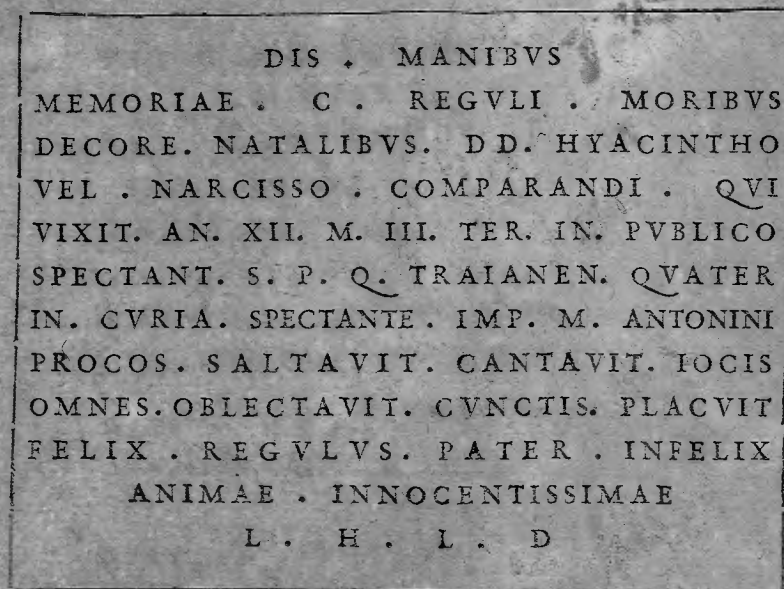 DIS . MANIBVS
MEMORIAE . C . REGVLI . MORIBVS
DECORE. NATALIBVS. DD. HYACINTHO
VEL . NARCISSO . COMPARANDI . QVI
VIXIT. AN. XII. M. III. TER. IN. PVBLICO
SPECTANT. S. P. Q. TRAIANEN. QVATER
IN. CVRIA. SPECTANTE . IMP. M. ANTONINI
PROCOS. SALTAVIT. CANTAVIT. IOCIS
OMNES. OBLECTAVIT. CVNCTIS. PLACVIT
FELIX . REGVLVS. PATER . INFELIX
ANIMAE . INNOCENTISSIMAE
L . H . L . D